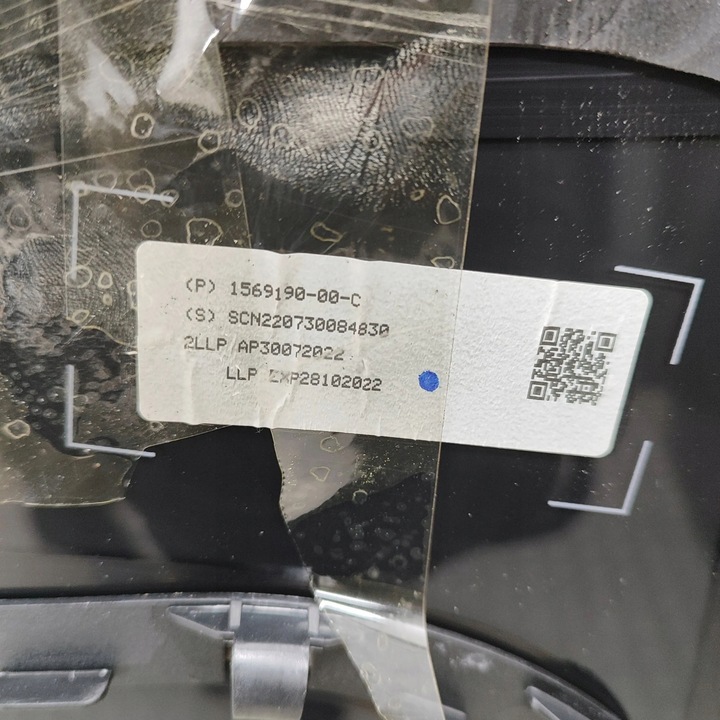 (P) 1569190-00-C
(S) SCN220730084830
2LLP AP30072022
LLP EXP28102022